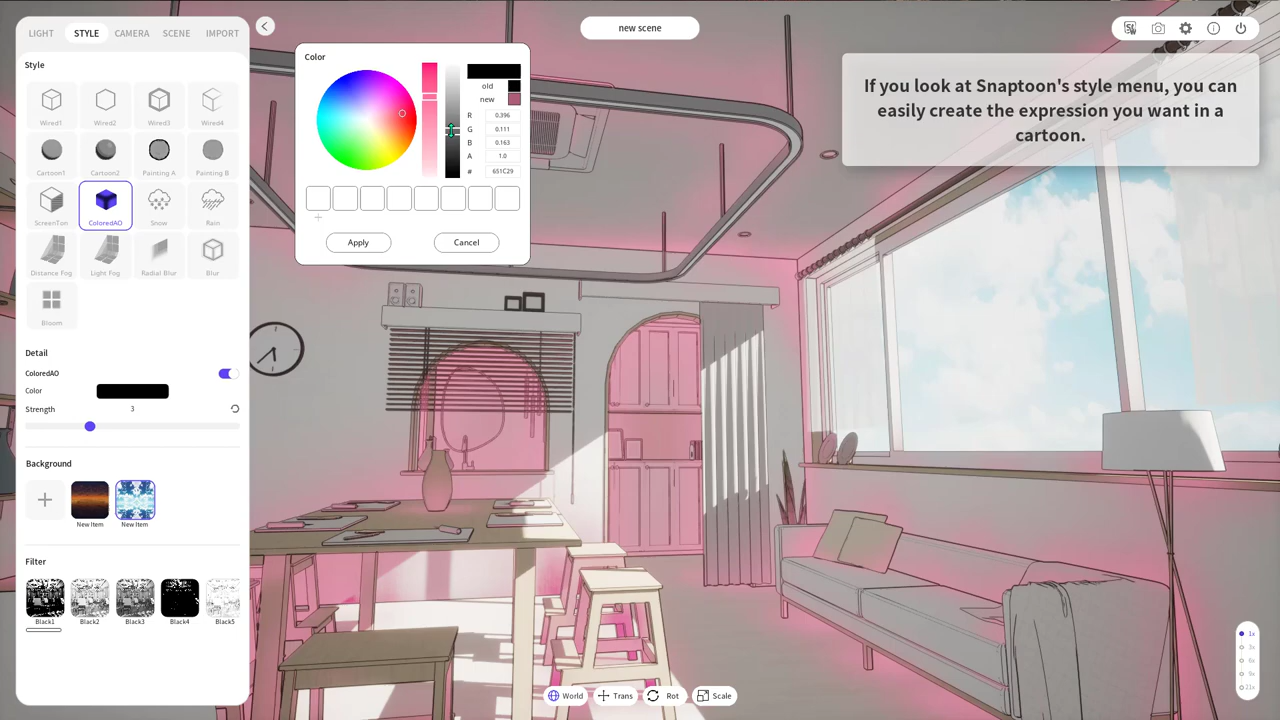 LIGHT STYLE CAMERA SCENE IMPORT
new scene
Style
Wired1 Wired2 Wired3 Wired4
Cartoon1 Cartoon2 Painting A Painting B
ScreenTon ColoredAO Snow Rain
Distance Fog Light Fog Radial Blur Blur
Bloom
Detail
ColoredAO
Color
Strength 3
Background
New Item New Item
Filter
Black1 Black2 Black3 Black4 Black5
Color
old
new
R 0.396
G 0.111
B 0.163
A 1.0
# 651C29
Apply Cancel
If you look at Snaptoon's style menu, you can
easily create the expression you want in a
cartoon.
World Trans Rot Scale
1x
3x
6x
9x
21x